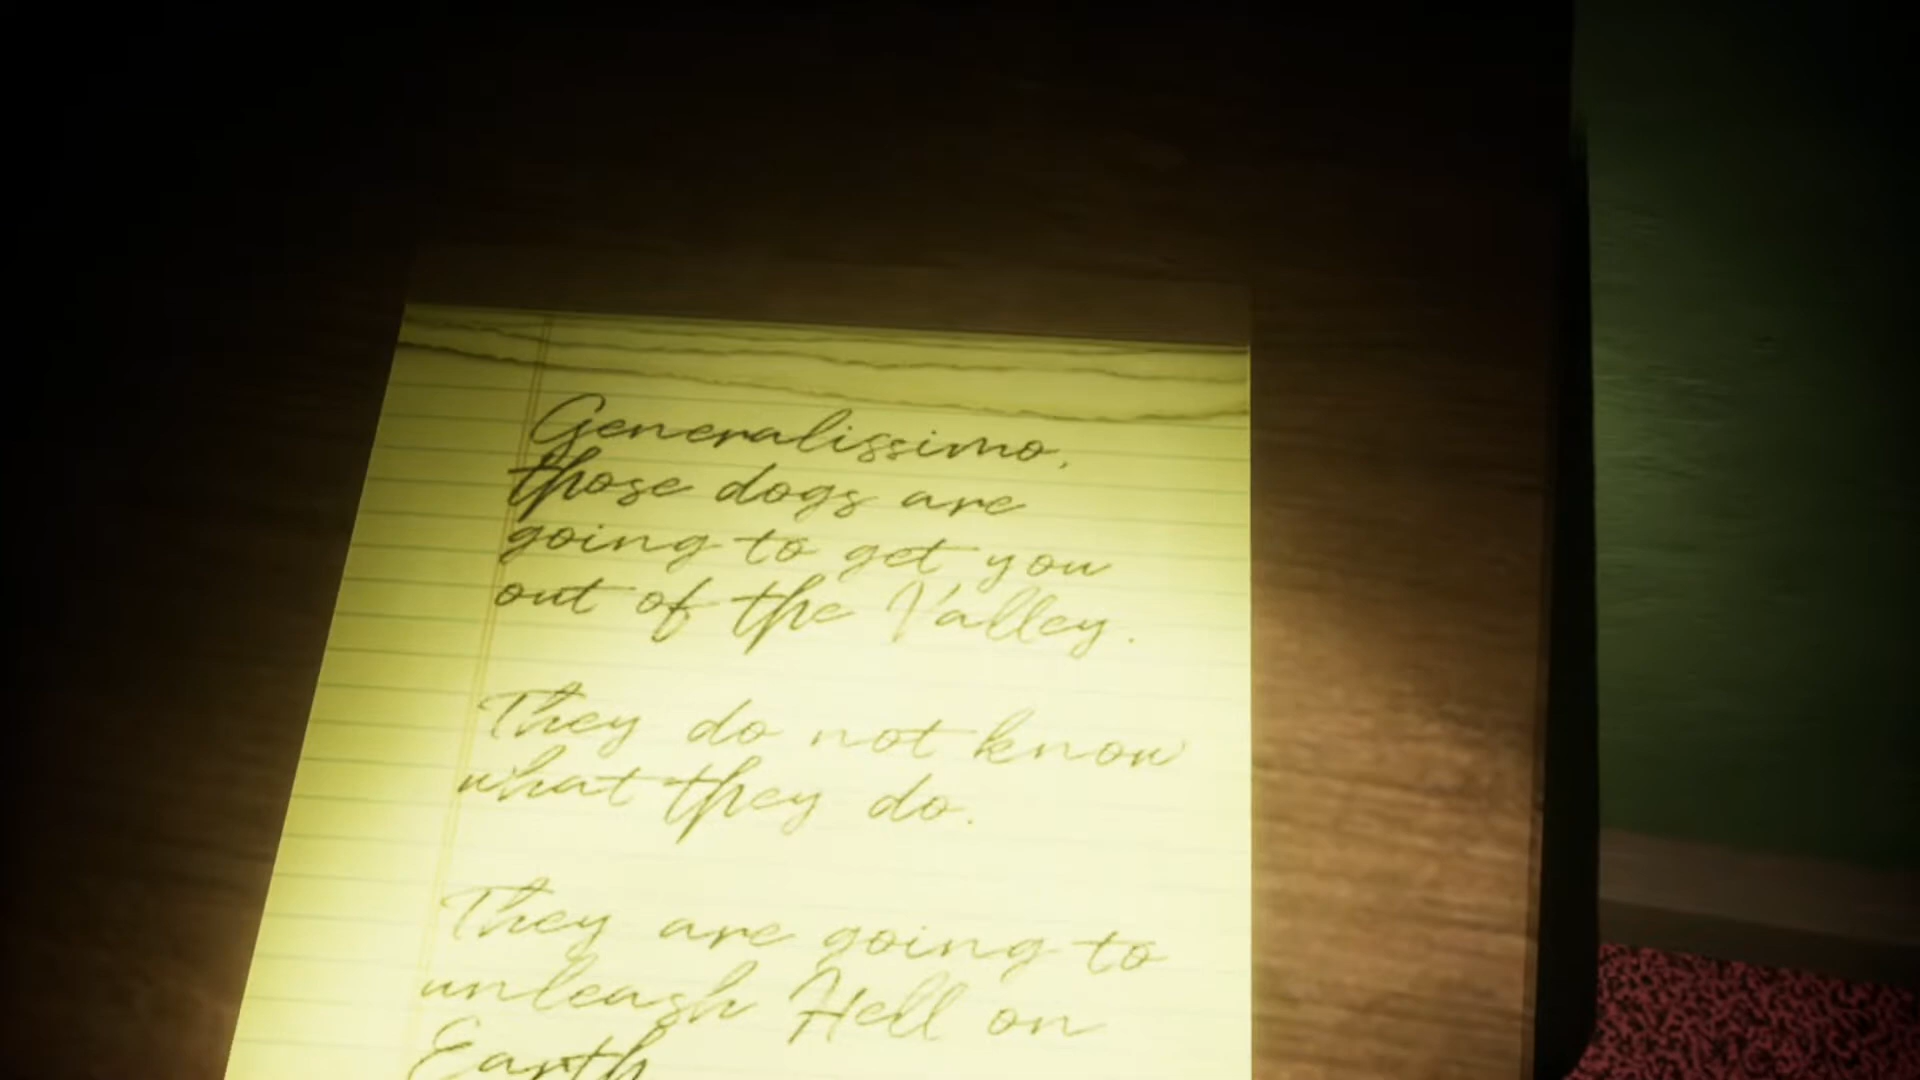 Generalissimo,
those dogs are
going to get you
out of the Valley.
They do not know
what they do.
They are going to
unleash Hell on
Earth